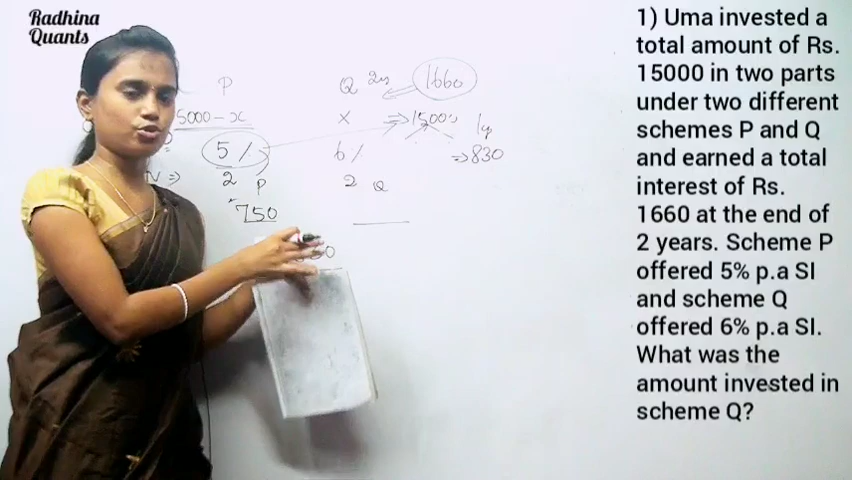 Radhina
Quants
P
Q 2y 1660
5000-x
x ⇒ 15000 1y
5 /.
6 /.
⇒ 830
N ⇒
2 P
2 Q
750
1) Uma invested a
total amount of Rs.
15000 in two parts
under two different
schemes P and Q
and earned a total
interest of Rs.
1660 at the end of
2 years. Scheme P
offered 5% p.a SI
and scheme Q
offered 6% p.a SI.
What was the
amount invested in
scheme Q?